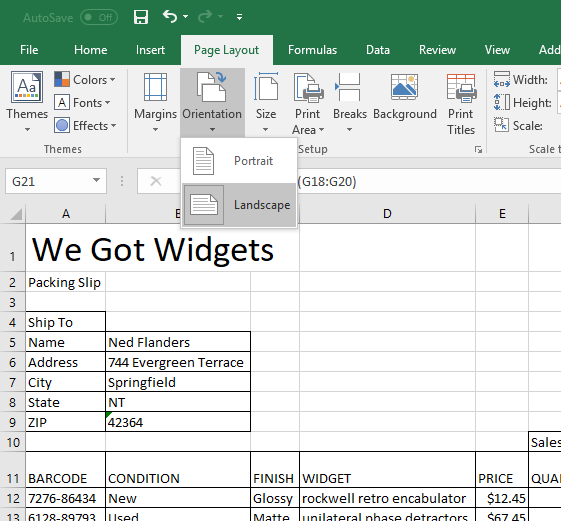 AutoSave Off
File Home Insert Page Layout Formulas Data Review View Add
Aa Colors Width:
A Fonts Height:
Themes Effects Margins Orientation Size Print Area Breaks Background Print Titles Scale:
Themes Setup Scale t
Portrait
G21 (G18:G20)
Landscape
A D E
1 We Got Widgets
2 Packing Slip
3
4 Ship To
5 Name Ned Flanders
6 Address 744 Evergreen Terrace
7 City Springfield
8 State NT
9 ZIP 42364
10 Sales
11 BARCODE CONDITION FINISH WIDGET PRICE QUA
12 7276-86434 New Glossy rockwell retro encabulator $12.45
13 6128-89793 Used Matte unilateral phase detractors $67.45